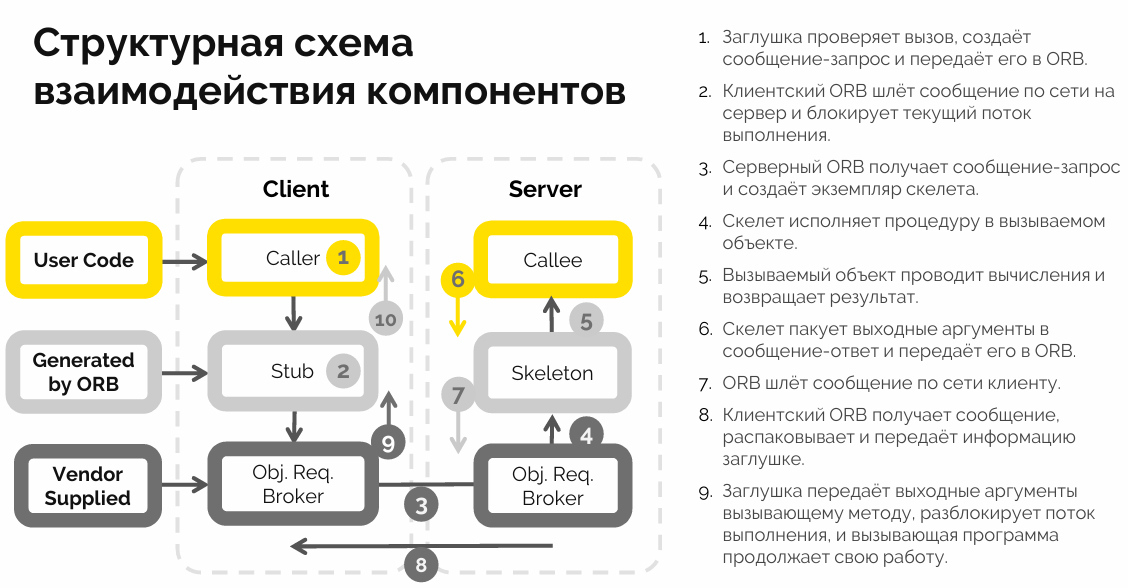 Структурная схема
взаимодействия компонентов
Client
Server
User Code
Caller
1
Callee
6
10
5
Generated
by ORB
Stub
2
Skeleton
7
9
4
Vendor
Supplied
Obj. Req.
Broker
3
Obj. Req.
Broker
8
1. Заглушка проверяет вызов, создаёт
сообщение-запрос и передаёт его в ORB.
2. Клиентский ORB шлёт сообщение по сети на
сервер и блокирует текущий поток
выполнения.
3. Серверный ORB получает сообщение-запрос
и создаёт экземпляр скелета.
4. Скелет исполняет процедуру в вызываемом
объекте.
5. Вызываемый объект проводит вычисления и
возвращает результат.
6. Скелет пакует выходные аргументы в
сообщение-ответ и передаёт его в ORB.
7. ORB шлёт сообщение по сети клиенту.
8. Клиентский ORB получает сообщение,
распаковывает и передаёт информацию
заглушке.
9. Заглушка передаёт выходные аргументы
вызывающему методу, разблокирует поток
выполнения, и вызывающая программа
продолжает свою работу.